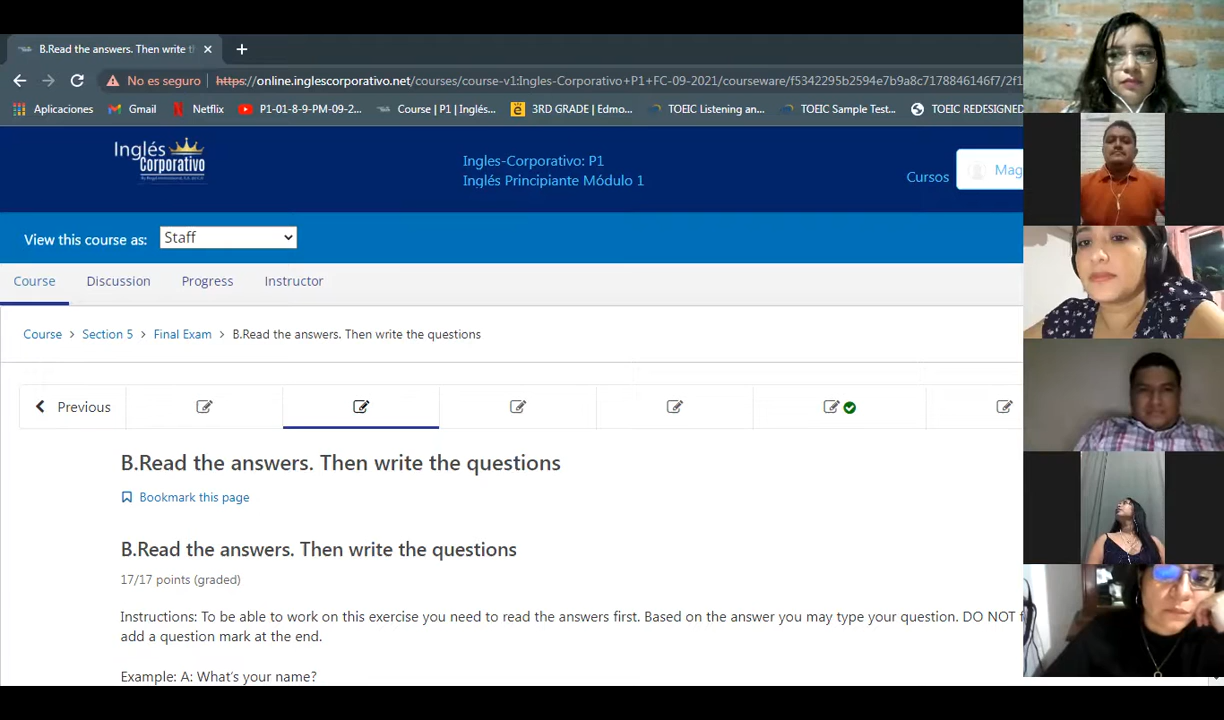 B.Read the answers. Then write t
No es seguro
https://online.inglescorporativo.net/courses/course-v1:Ingles-Corporativo+P1+FC-09-2021/courseware/f5342295b2594e7b9a8c7178846146f7/2f1
Aplicaciones Gmail Netflix P1-01-8-9-PM-09-2... Course | P1 | Inglés... 3RD GRADE | Edmo... TOEIC Listening an... TOEIC Sample Test... TOEIC REDESIGNED
Inglés
Corporativo
Ingles-Corporativo: P1
Inglés Principiante Módulo 1
Cursos
Mag
View this course as: Staff
Course Discussion Progress Instructor
Course > Section 5 > Final Exam > B.Read the answers. Then write the questions
Previous
B.Read the answers. Then write the questions
Bookmark this page
B.Read the answers. Then write the questions
17/17 points (graded)
Instructions: To be able to work on this exercise you need to read the answers first. Based on the answer you may type your question. DO NOT f
add a question mark at the end.
Example: A: What's your name?